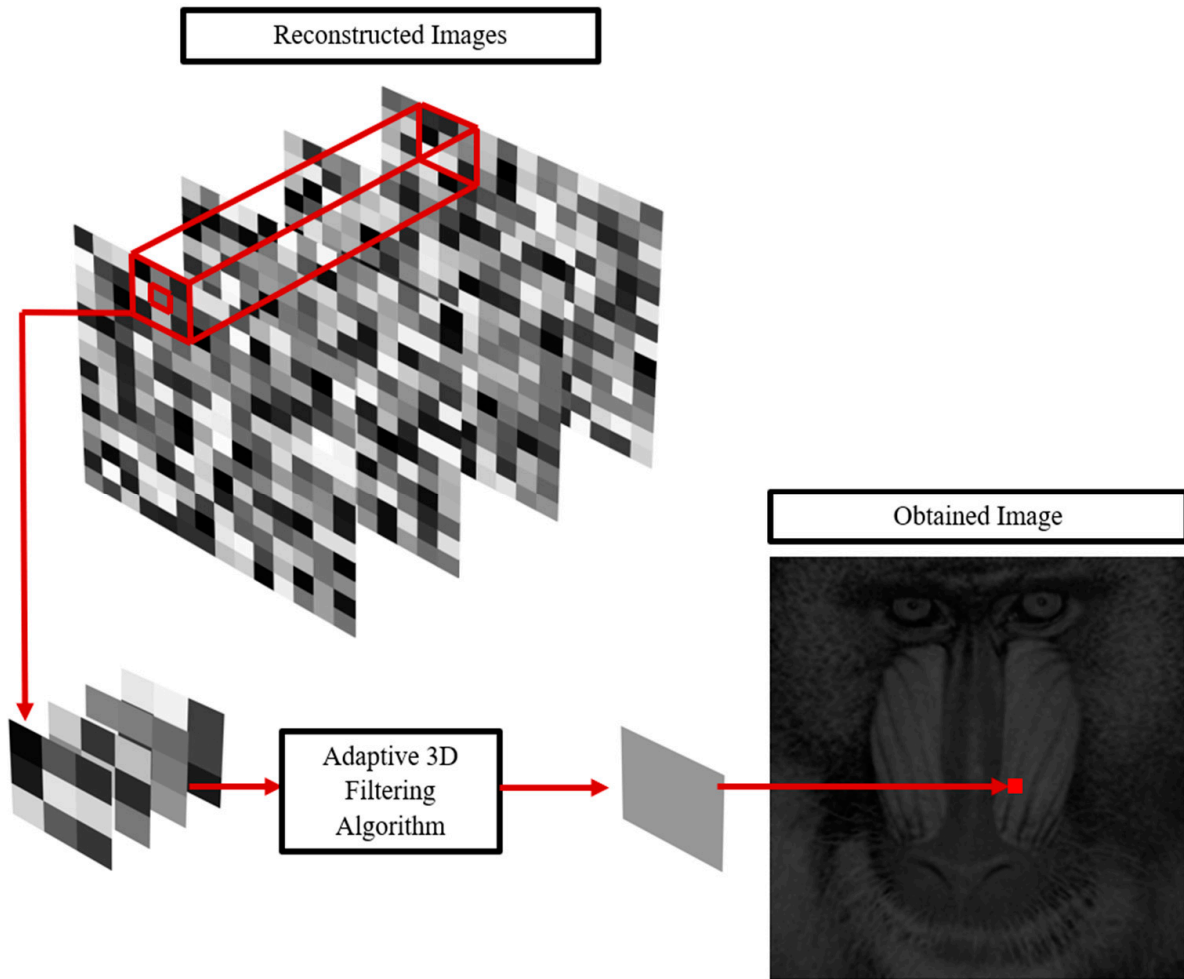 Reconstructed Images
Obtained Image
Adaptive 3D
Filtering
Algorithm